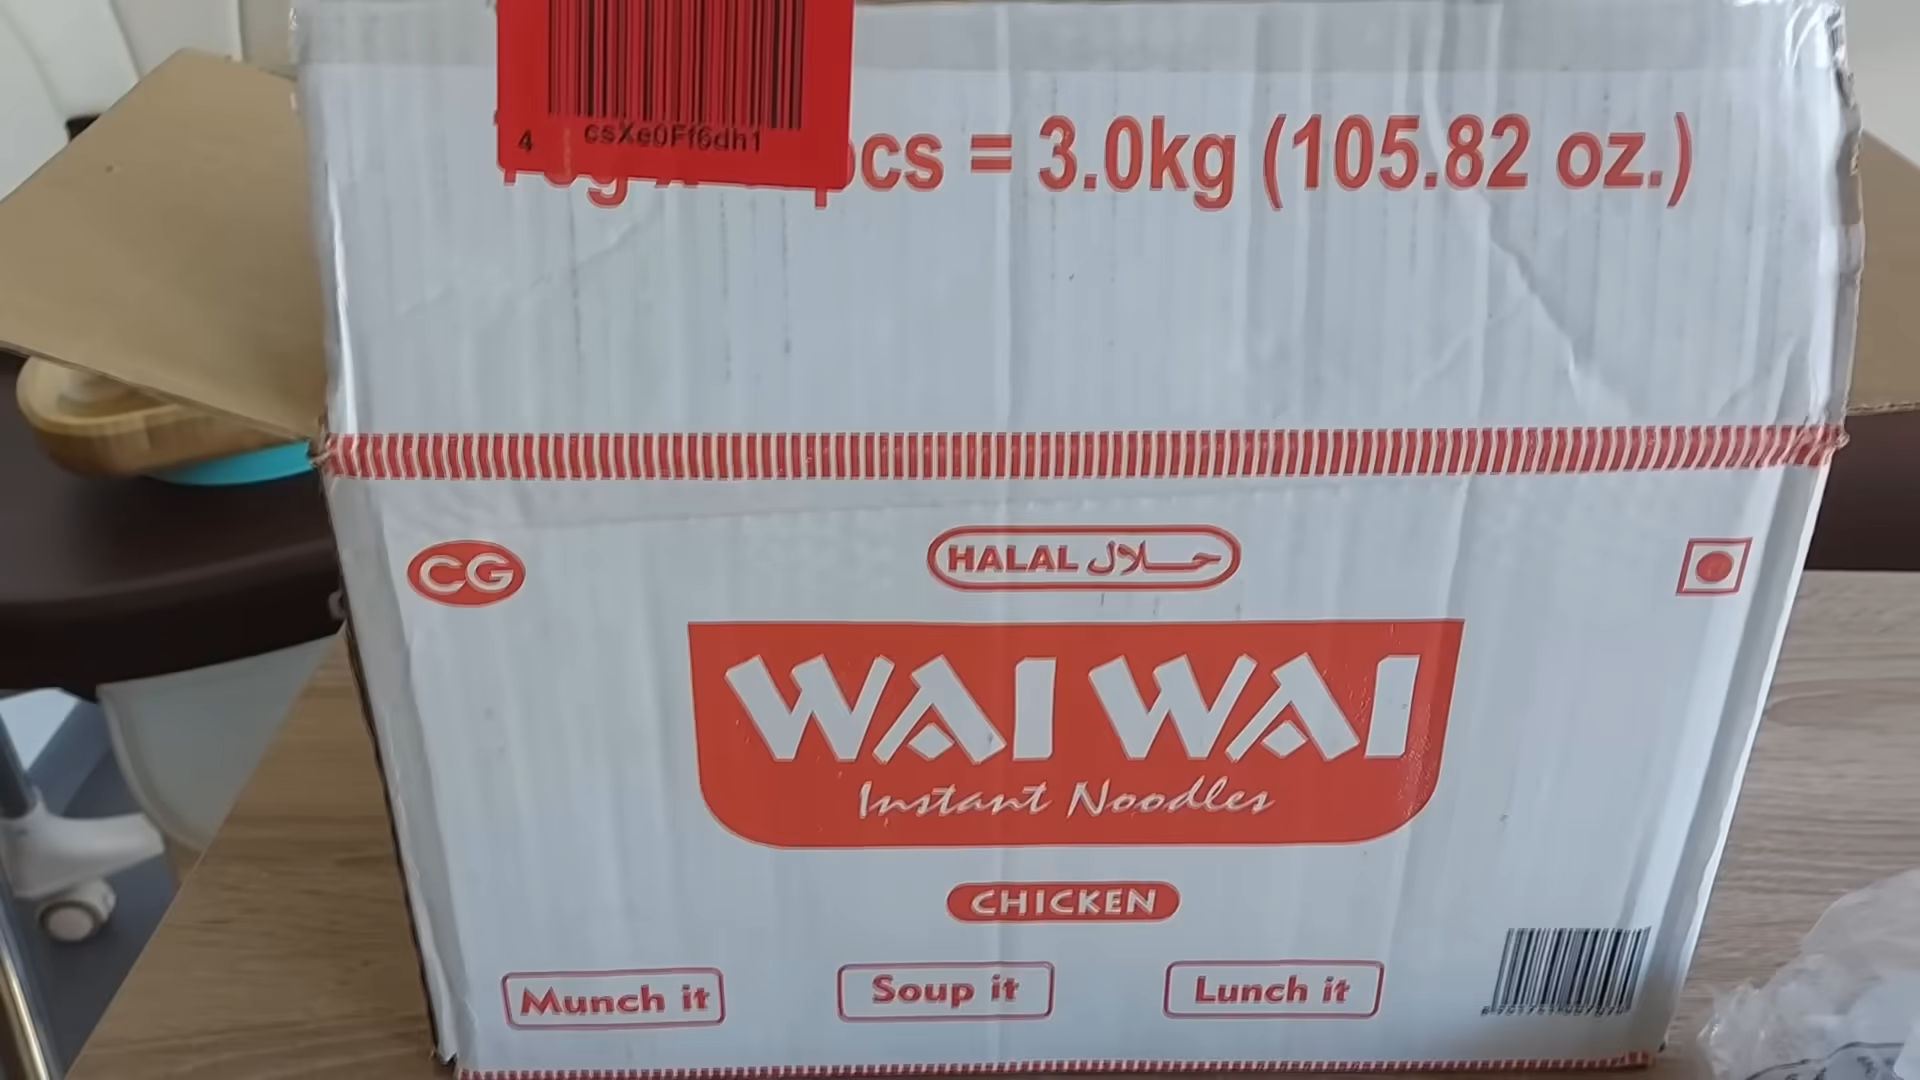 4 csXe0Ff6dh1
pcs = 3.0kg (105.82 oz.)
CG
HALAL حلال
WAI WAI
Instant Noodles
CHICKEN
Munch it
Soup it
Lunch it